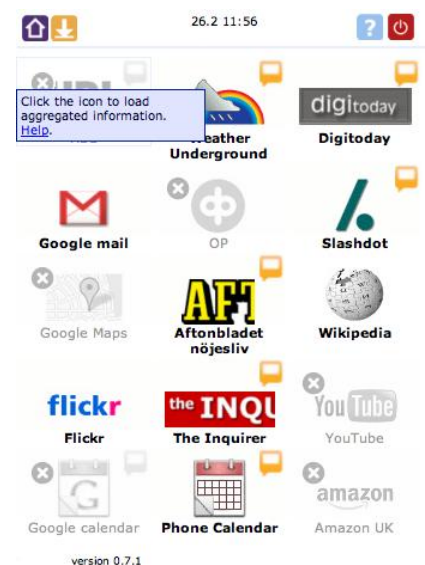 26.2 11:56
?
Click the icon to load
aggregated information.
Help.
Weather
Underground
digitoday
Digitoday
Google mail
OP
Slashdot
Google Maps
AFT
Aftonbladet
nöjesliv
Wikipedia
flickr
Flickr
the INQU
The Inquirer
You Tube
YouTube
G
Google calendar
Phone Calendar
amazon
Amazon UK
version 0.7.1